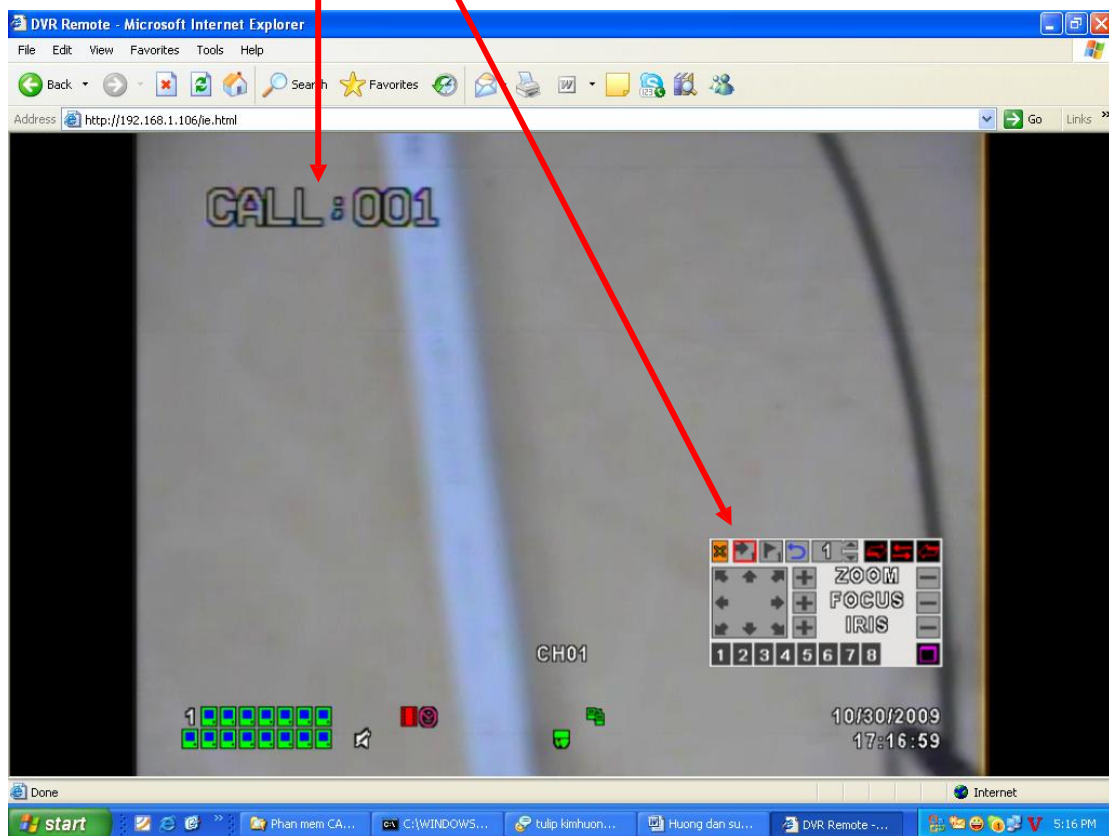 DVR Remote - Microsoft Internet Explorer
File Edit View Favorites Tools Help
Back Search Favorites
Address http://192.168.1.106/ie.html Go Links
CALL:001
1
ZOOM
FOCUS
IRIS
1 2 3 4 5 6 7 8
CH01
1
10/30/2009
17:16:59
Done Internet
start Phan mem CA... C:\WINDOWS... tulip kimhuon... Huong dan su... DVR Remote -... 5:16 PM